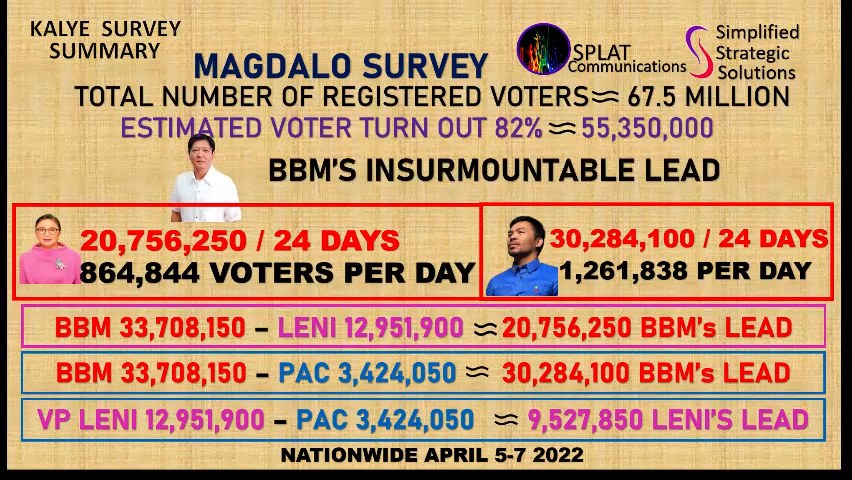 KALYE SURVEY
SUMMARY
SPLAT
Communications
Simplified
Strategic
Solutions
MAGDALO SURVEY
TOTAL NUMBER OF REGISTERED VOTERS≈ 67.5 MILLION
ESTIMATED VOTER TURN OUT 82% ≈ 55,350,000
BBM'S INSURMOUNTABLE LEAD
20,756,250 / 24 DAYS
864,844 VOTERS PER DAY
30,284,100 / 24 DAYS
1,261,838 PER DAY
BBM 33,708,150 – LENI 12,951,900 ≈ 20,756,250 BBM's LEAD
BBM 33,708,150 – PAC 3,424,050 ≈ 30,284,100 BBM's LEAD
VP LENI 12,951,900 – PAC 3,424,050 ≈ 9,527,850 LENI'S LEAD
NATIONWIDE APRIL 5-7 2022